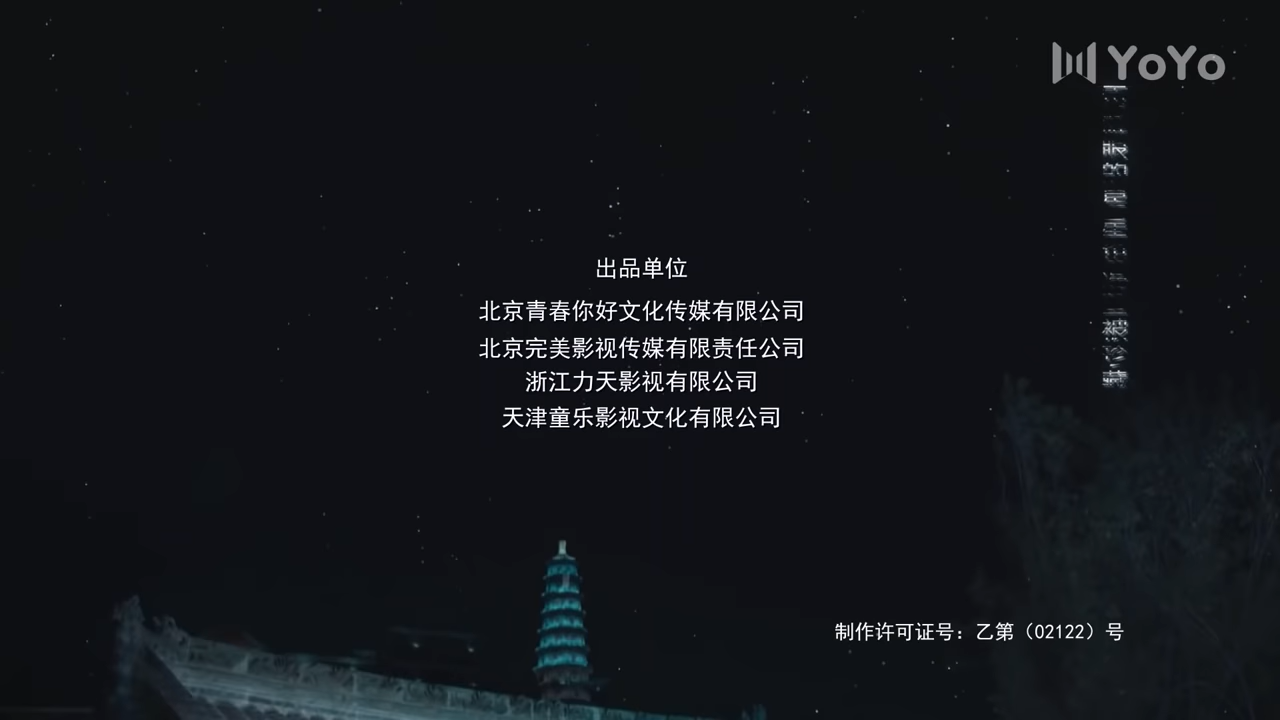 YoYo
出品单位
北京青春你好文化传媒有限公司
北京完美影视传媒有限责任公司
浙江力天影视有限公司
天津童乐影视文化有限公司
制作许可证号：乙第（02122）号